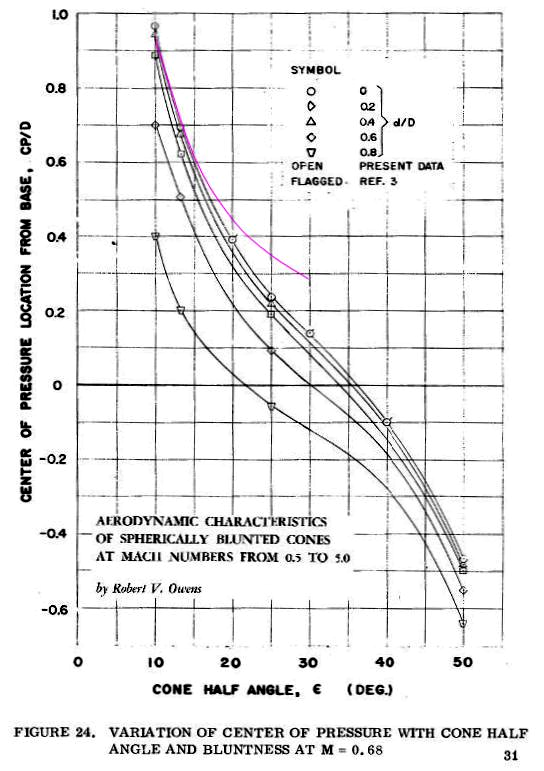 1.0
0.8
0.6
0.4
0.2
0
-0.2
-0.4
-0.6
CENTER OF PRESSURE LOCATION FROM BASE, CP/D
SYMBOL
0
0.2
0.4 d/D
0.6
0.8
OPEN PRESENT DATA
FLAGGED- REF. 3
AERODYNAMIC CHARACTERISTICS
OF SPHERICALLY BLUNTED CONES
AT MACH NUMBERS FROM 0.5 TO 5.0
by Robert V. Owens
0 10 20 30 40 50
CONE HALF ANGLE, € (DEG.)
FIGURE 24. VARIATION OF CENTER OF PRESSURE WITH CONE HALF
ANGLE AND BLUNTNESS AT M = 0.68
31